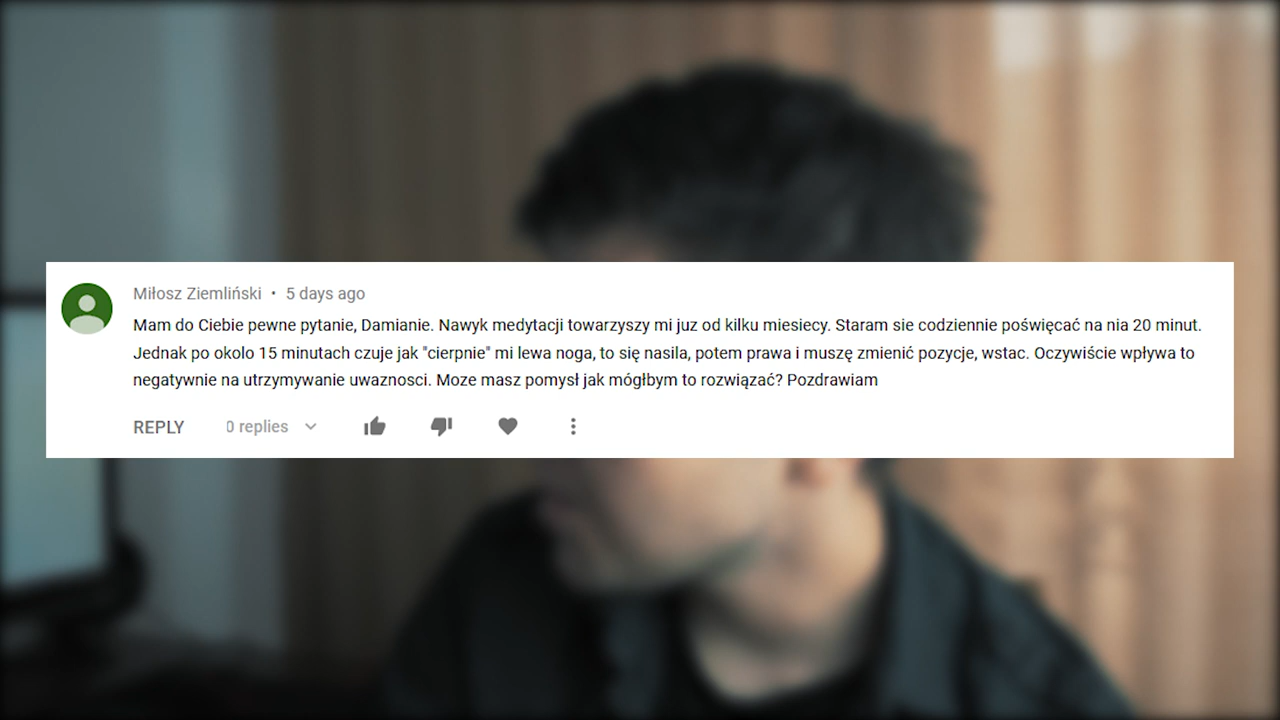 Miłosz Ziemliński • 5 days ago
Mam do Ciebie pewne pytanie, Damianie. Nawyk medytacji towarzyszy mi juz od kilku miesiecy. Staram sie codziennie poświęcać na nia 20 minut.
Jednak po około 15 minutach czuje jak "cierpnie" mi lewa noga, to się nasila, potem prawa i muszę zmienić pozycje, wstac. Oczywiście wpływa to
negatywnie na utrzymywanie uwaznosci. Moze masz pomysł jak mógłbym to rozwiązać? Pozdrawiam
REPLY 0 replies